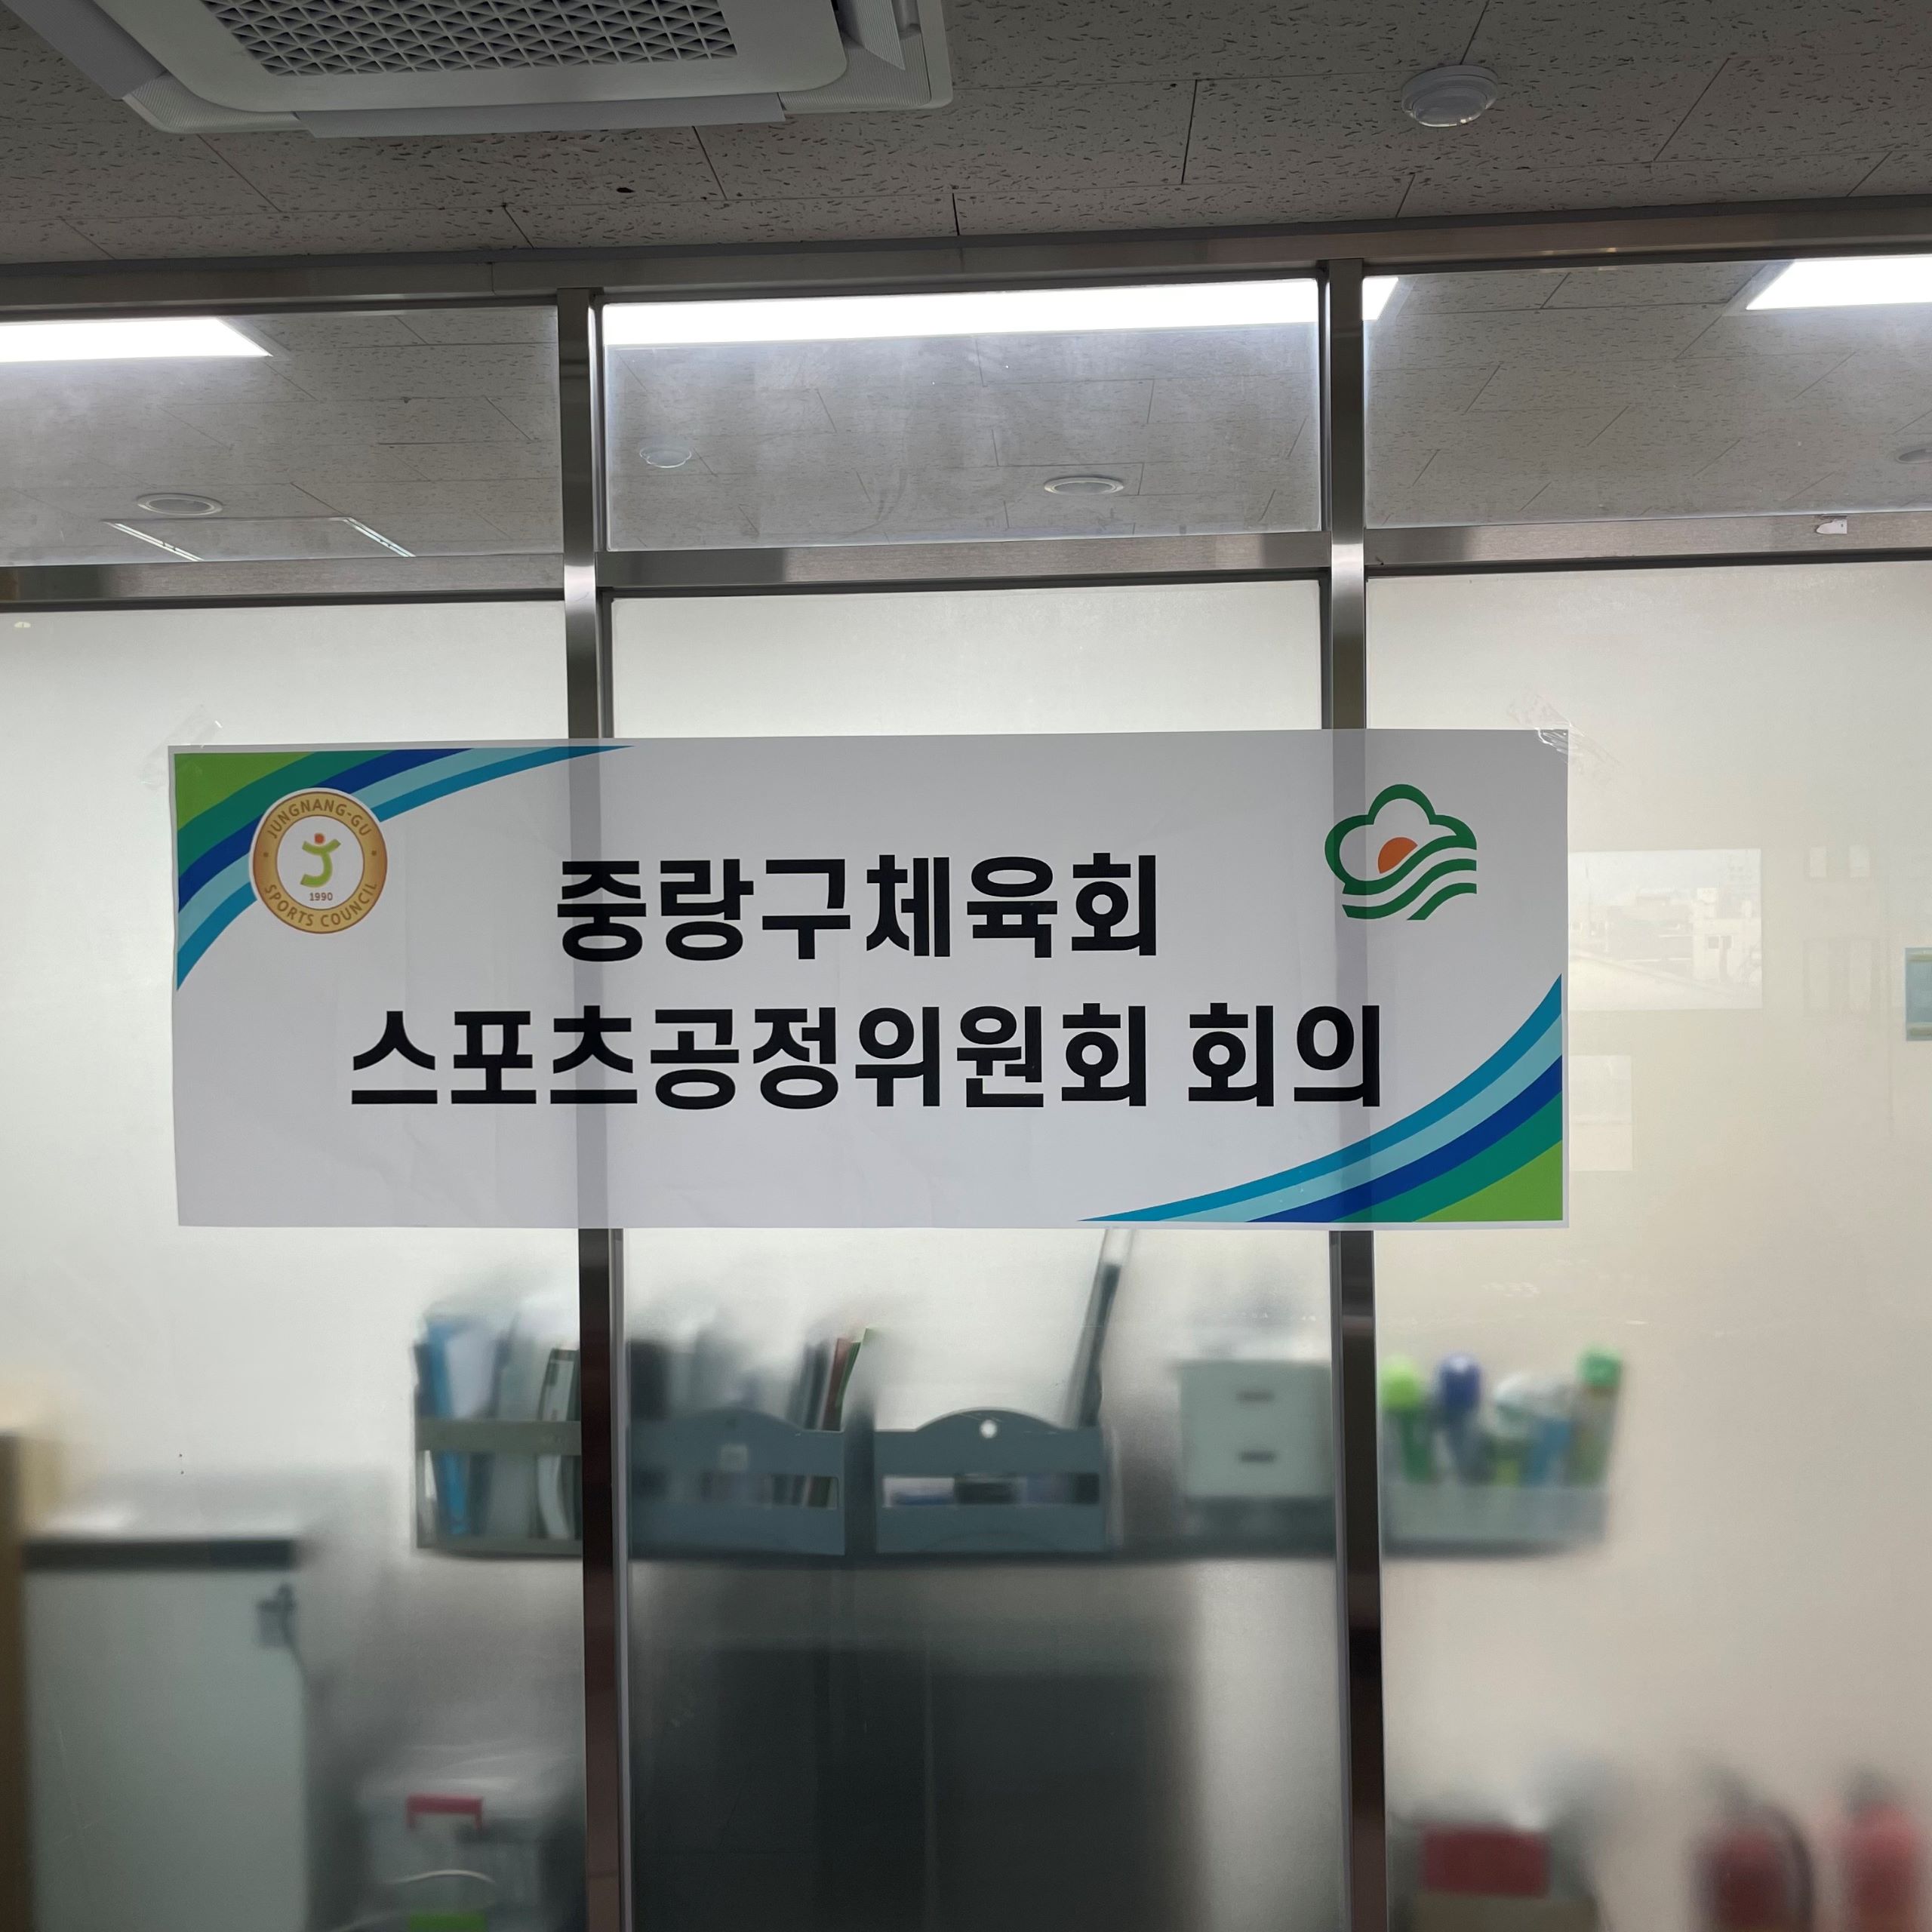 JUNGNANG-GU
1990
SPORTS COUNCIL
중랑구체육회
스포츠공정위원회 회의